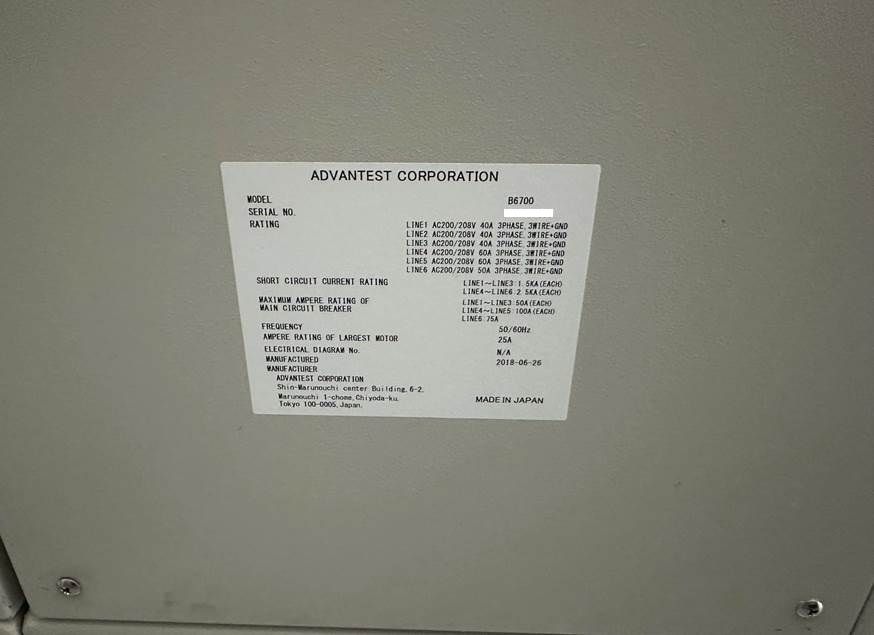 ADVANTEST CORPORATION
MODEL B6700
SERIAL NO.
RATING LINE1 AC200/208V 40A 3PHASE, 3WIRE+GND
LINE2 AC200/208V 40A 3PHASE, 3WIRE+GND
LINE3 AC200/208V 40A 3PHASE, 3WIRE+GND
LINE4 AC200/208V 60A 3PHASE, 3WIRE+GND
LINE5 AC200/208V 60A 3PHASE, 3WIRE+GND
LINE6 AC200/208V 50A 3PHASE, 3WIRE+GND
SHORT CIRCUIT CURRENT RATING LINE1~LINE3:1.5KA(EACH)
LINE4~LINE6:2.5KA(EACH)
MAXIMUM AMPERE RATING OF LINE1~LINE3:50A(EACH)
MAIN CIRCUIT BREAKER LINE4~LINE5:100A(EACH)
LINE6:75A
FREQUENCY 50/60Hz
AMPERE RATING OF LARGEST MOTOR 25A
ELECTRICAL DIAGRAM No. N/A
MANUFACTURED 2018-06-26
MANUFACTURER
ADVANTEST CORPORATION
Shin-Marunouchi center Building, 6-2,
Marunouchi 1-chome, Chiyoda-ku,
Tokyo 100-0005, Japan. MADE IN JAPAN